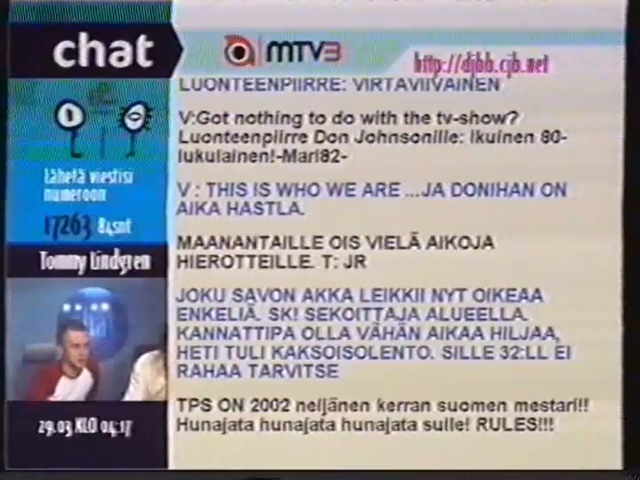 chat
MTV3
http://djbb.cjb.net
LUONTEENPIIRRE: VIRTAVIIVAINEN
V:Got nothing to do with the tv-show?
Luonteenpiirre Don Johnsonille: Ikuinen 80-
lukulainen!-Mari82-
V : THIS IS WHO WE ARE ...JA DONIHAN ON
AIKA HASTLA.
MAANANTAILLE OIS VIELÄ AIKOJA
HIEROTTEILLE. T: JR
JOKU SAVON AKKA LEIKKII NYT OIKEAA
ENKELIÄ. SK! SEKOITTAJA ALUEELLA.
KANNATTIPA OLLA VÄHÄN AIKAA HILJAA,
HETI TULI KAKSOISOLENTO. SILLE 32:LL EI
RAHAA TARVITSE
TPS ON 2002 neljänen kerran suomen mestari!!
Hunajata hunajata hunajata sulle! RULES!!!
Lähetä viestisi
numeroon
17263 84snt
Tommy Lindgren
29.03 KLO 04:17